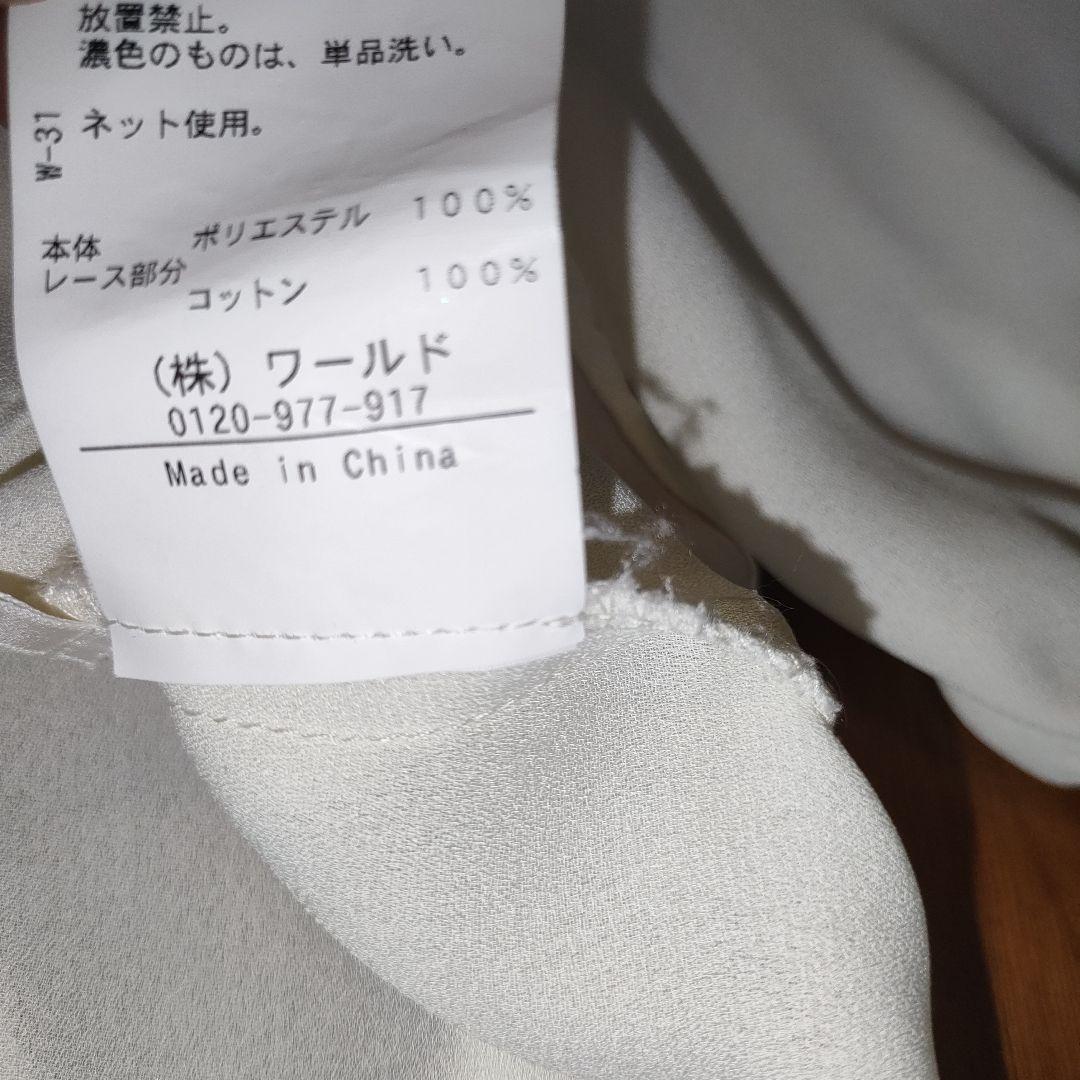 放置禁止。
濃色のものは、単品洗い。
ネット使用。
W-31
本体 ポリエステル 100%
レース部分 コットン 100%
(株) ワールド
0120-977-917
Made in China